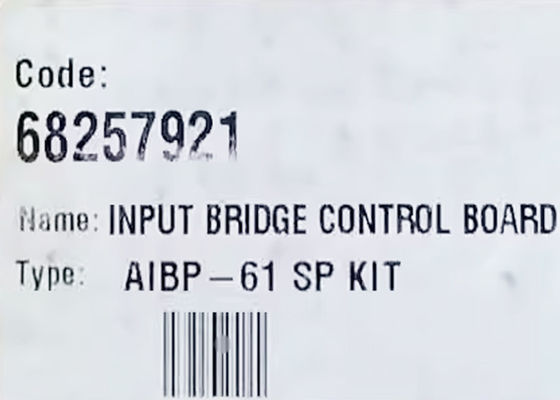 Code:
68257921
Name: INPUT BRIDGE CONTROL BOARD
Type: AIBP-61 SP KIT